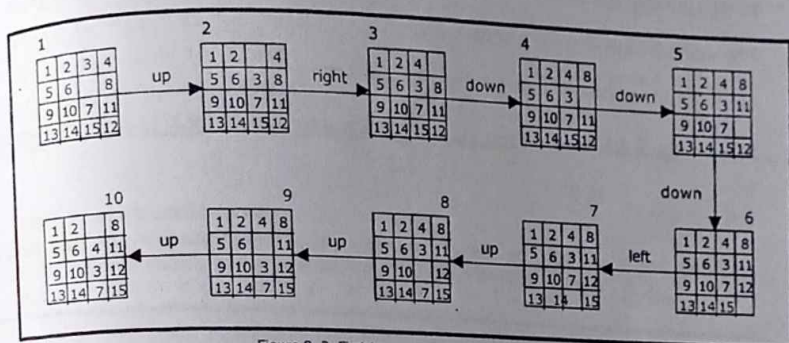 1
1 2 3 4
5 6 8
9 10 7 11
13 14 15 12
up
2
1 2 4
5 6 3 8
9 10 7 11
13 14 15 12
right
3
1 2 4
5 6 3 8
9 10 7 11
13 14 15 12
down
4
1 2 4 8
5 6 3
9 10 7 11
13 14 15 12
down
5
1 2 4 8
5 6 3 11
9 10 7
13 14 15 12
down
6
1 2 4 8
5 6 3 11
9 10 7 12
13 14 15
left
7
1 2 4 8
5 6 3 11
9 10 7 12
13 14 15
up
8
1 2 4 8
5 6 3 11
9 10 12
13 14 7 15
up
9
1 2 4 8
5 6 11
9 10 3 12
13 14 7 15
up
10
1 2 8
5 6 4 11
9 10 3 12
13 14 7 15